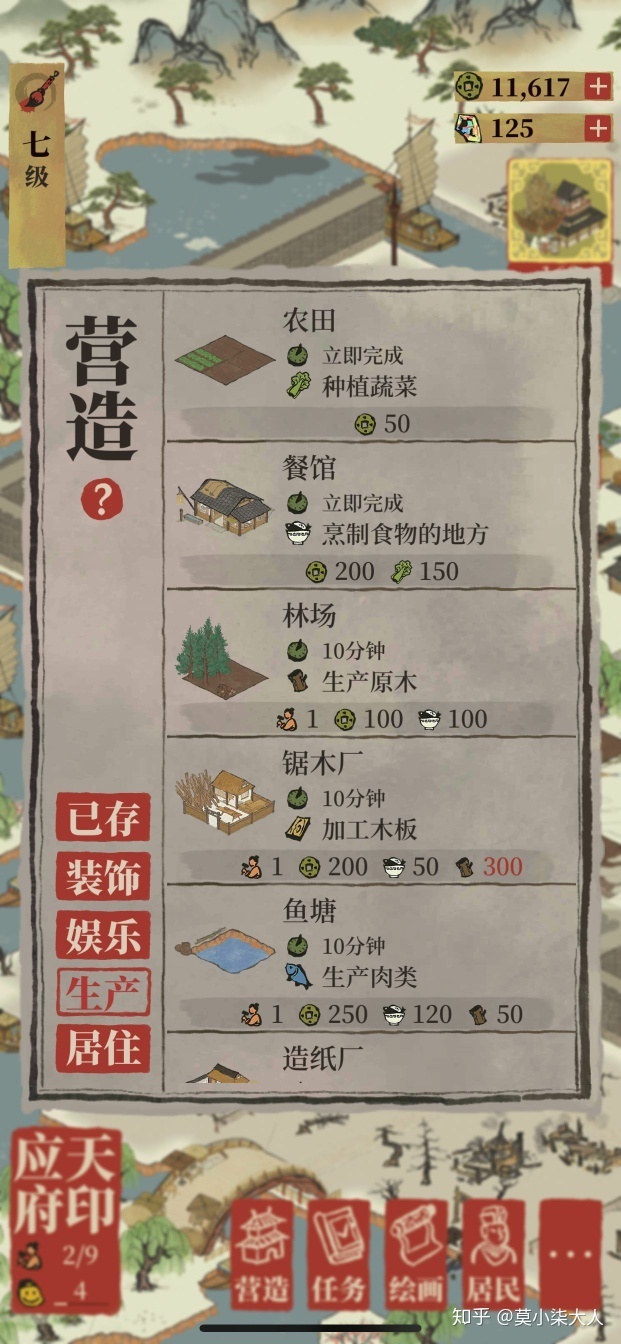 七级
11,617
125
营造
?
农田
立即完成
种植蔬菜
50
餐馆
立即完成
烹制食物的地方
200 150
林场
10分钟
生产原木
1 100 100
锯木厂
10分钟
加工木板
1 200 50 300
鱼塘
10分钟
生产肉类
1 250 120 50
造纸厂
已存
装饰
娱乐
生产
居住
应天
府印
2/9
4
营造
任务
绘画
居民
知乎 @莫小柒大人